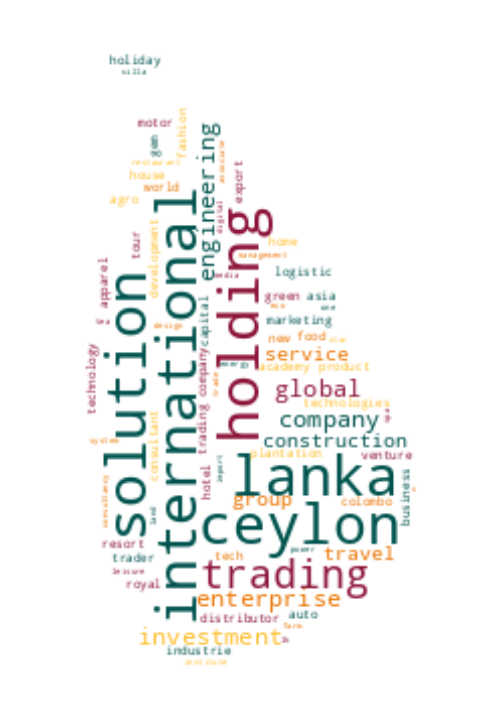 holiday
villa
motor
fashion
engineering
restaurant
house
world
agro
export
digital
international
holding
home
management
development
tour
apparel
media
logistic
solution
green asia
capital
tea
design
marketing
new food
service
technology
trading company
academy product
trade
global
technologies
company
construction
consultant
system
plantation
venture
hotel
import
lanka
business
group
colombo
consultancy
land
ceylon
resort
power
travel
trader
tech
leisure
trading
royal
enterprise
distributor
auto
farm
investment
industrie
institute